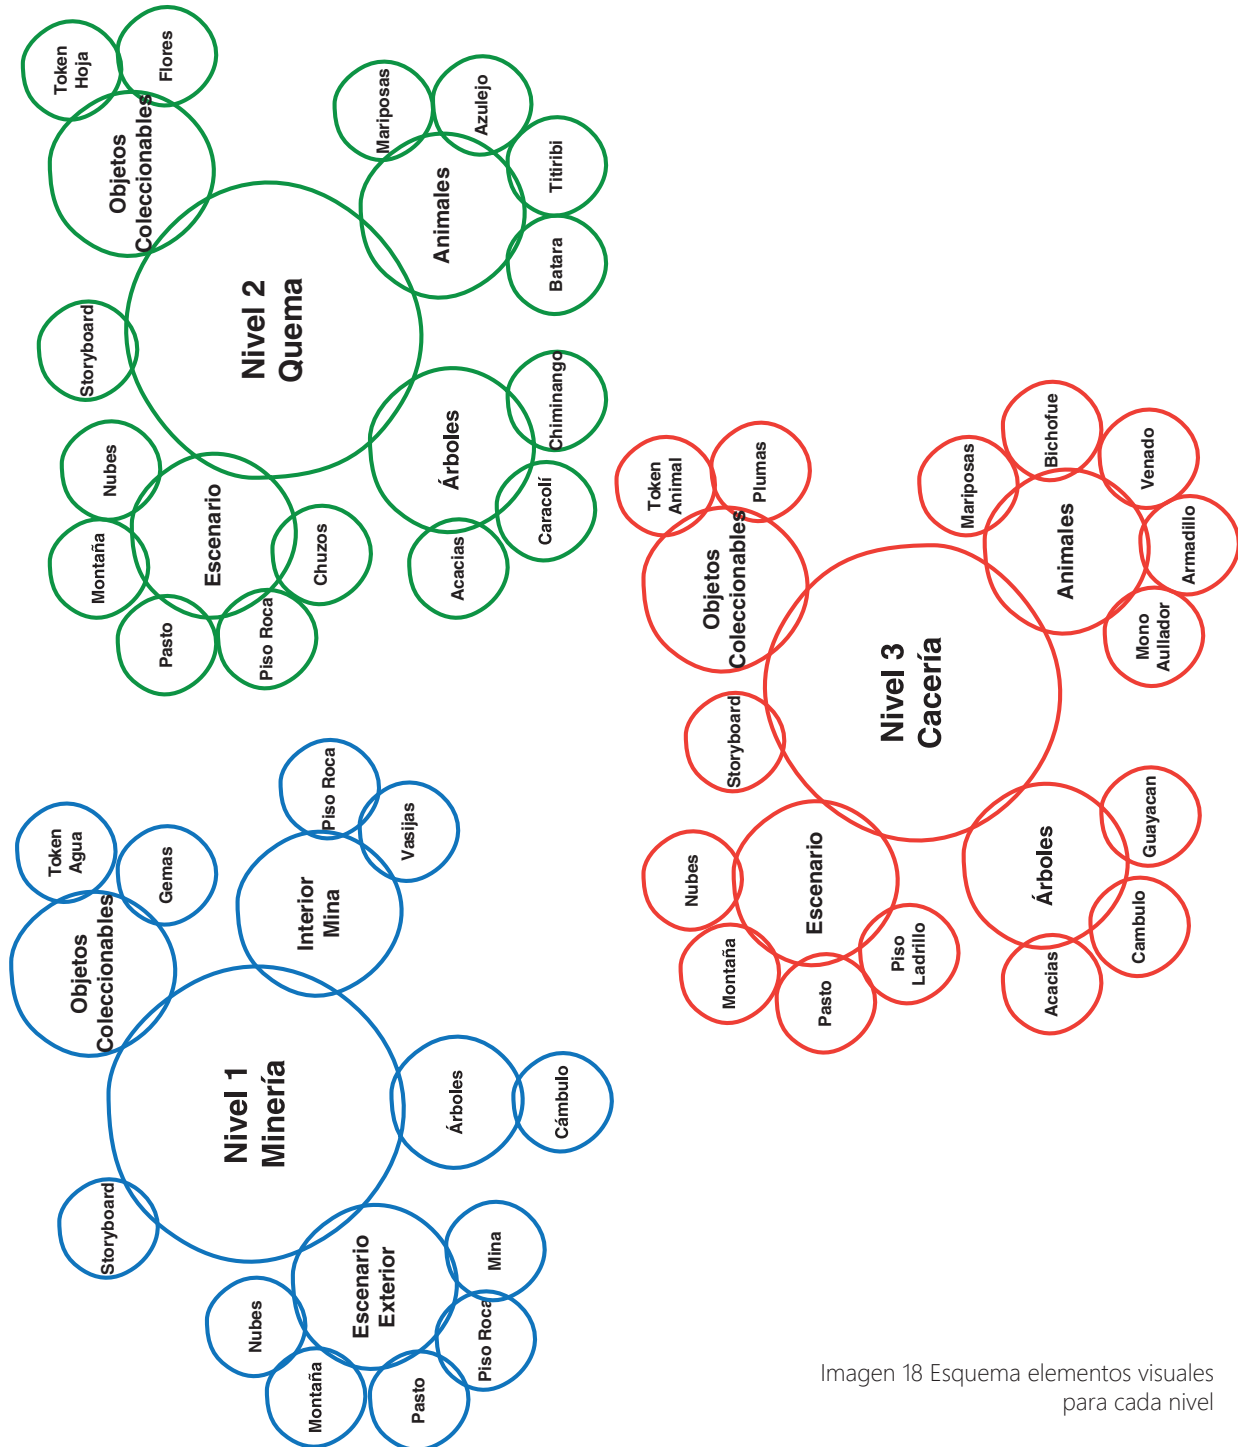 Nivel 1
Minería
Storyboard
Objetos
Coleccionables
Token
Agua
Gemas
Interior
Mina
Piso Roca
Vasijas
Árboles
Cámbulo
Escenario
Exterior
Nubes
Montaña
Pasto
Piso Roca
Mina
Nivel 2
Quema
Storyboard
Objetos
Coleccionables
Token
Hoja
Flores
Animales
Mariposas
Azulejo
Titiribi
Batara
Árboles
Chiminango
Caracolí
Acacias
Escenario
Nubes
Montaña
Pasto
Piso Roca
Chuzos
Nivel 3
Cacería
Storyboard
Objetos
Coleccionables
Token
Animal
Plumas
Animales
Mariposas
Bichofue
Venado
Armadillo
Mono
Aullador
Árboles
Guayacan
Cambulo
Acacias
Escenario
Nubes
Montaña
Pasto
Piso
Ladrillo
Imagen 18 Esquema elementos visuales
para cada nivel